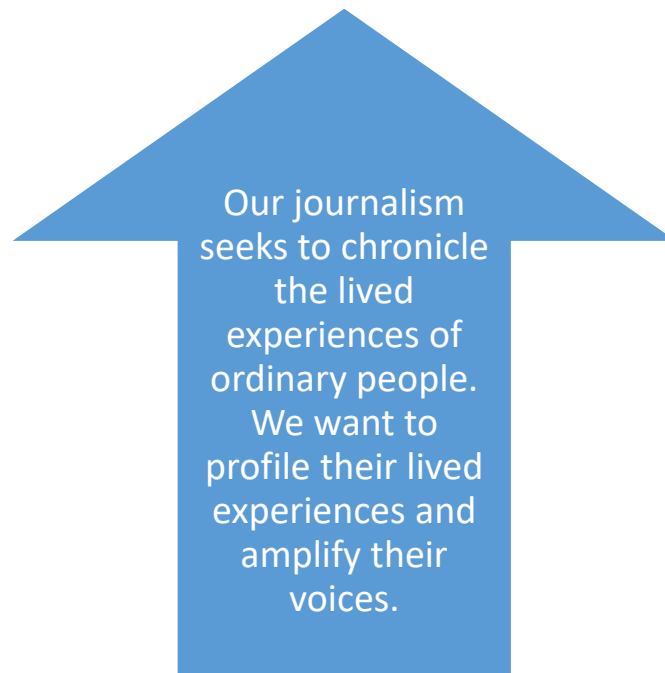 Our journalism
seeks to chronicle
the lived
experiences of
ordinary people.
We want to
profile their lived
experiences and
amplify their
voices.